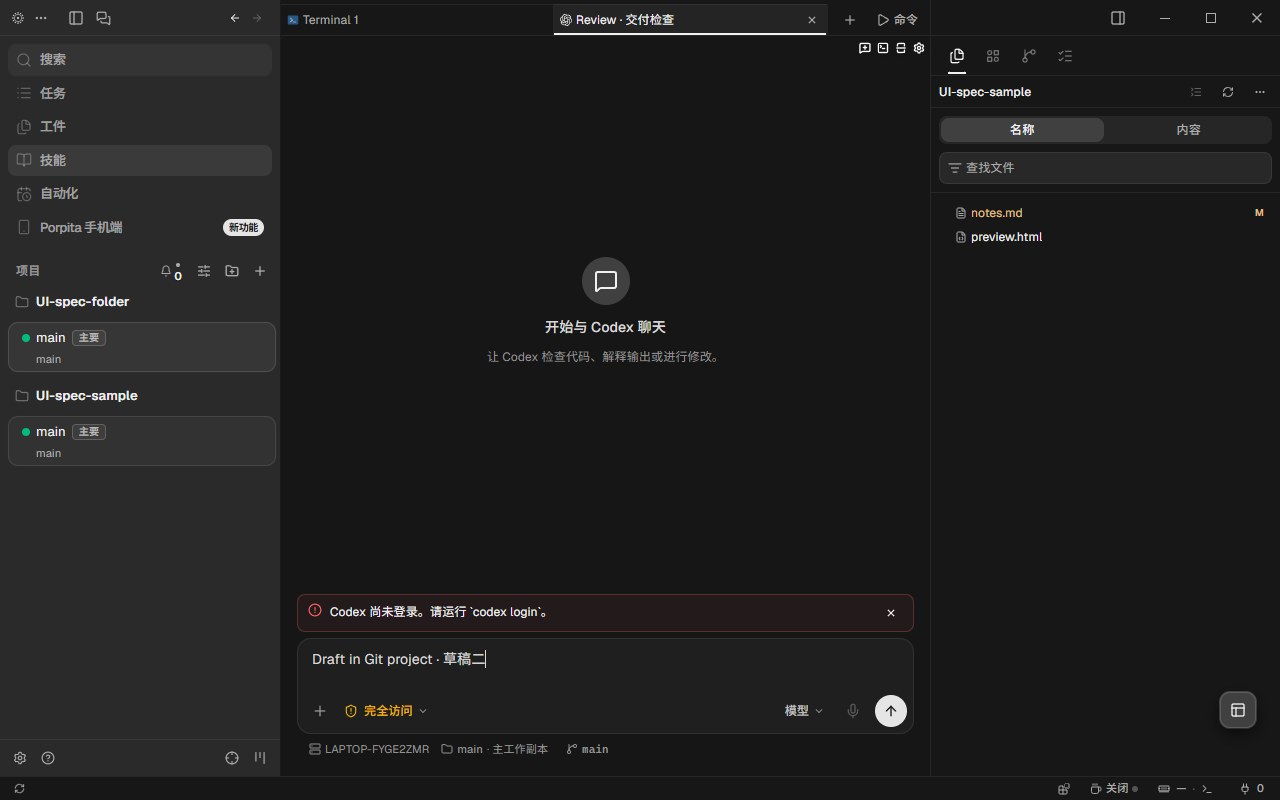 Terminal 1
Review · 交付检查
命令
搜索
任务
工件
技能
自动化
Porpita 手机端
新功能
项目
0
UI-spec-folder
main 主要
main
UI-spec-sample
main 主要
main
开始与 Codex 聊天
让 Codex 检查代码、解释输出或进行修改。
Codex 尚未登录。请运行 `codex login`。
Draft in Git project · 草稿二
完全访问
模型
LAPTOP-FYGE2ZMR
main · 主工作副本
main
UI-spec-sample
名称
内容
查找文件
notes.md
M
preview.html
关闭
— ·
0